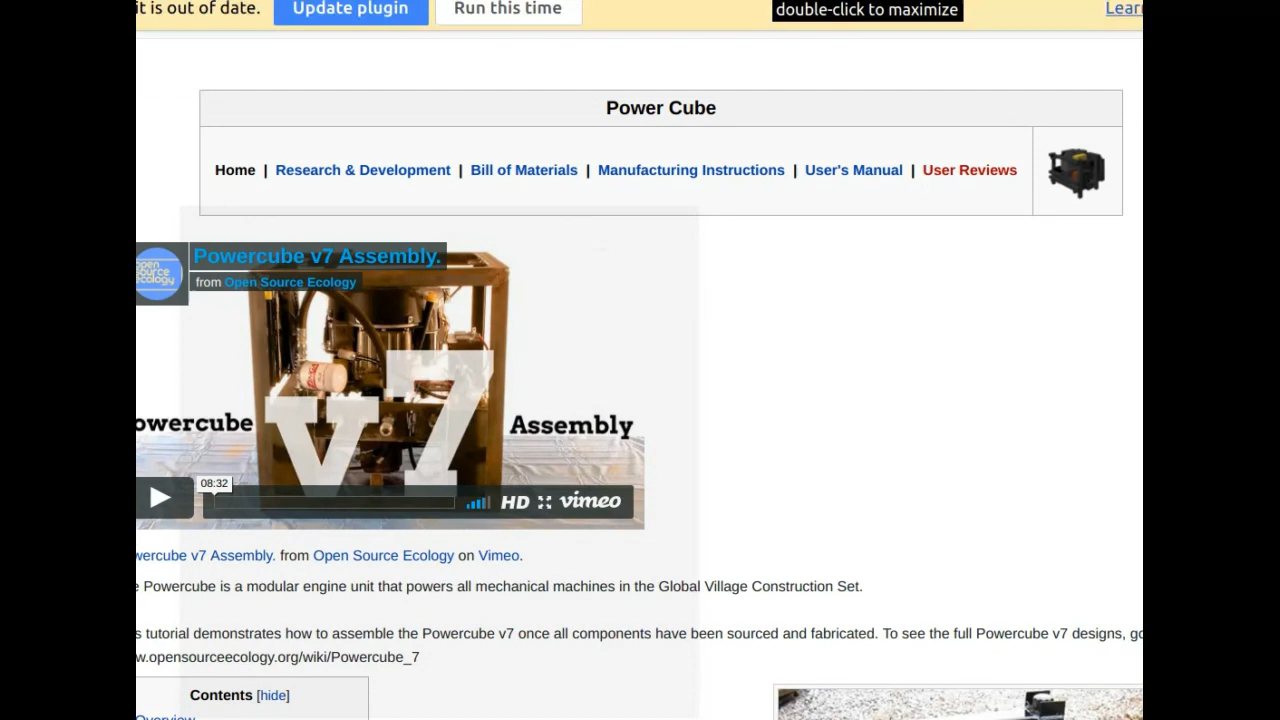 it is out of date. Update plugin Run this time double-click to maximize Lear
Power Cube
Home | Research & Development | Bill of Materials | Manufacturing Instructions | User's Manual | User Reviews
Powercube v7 Assembly.
open source ecology
from Open Source Ecology
owercube v7 Assembly
08:32
HD vimeo
wercube v7 Assembly. from Open Source Ecology on Vimeo.
e Powercube is a modular engine unit that powers all mechanical machines in the Global Village Construction Set.
s tutorial demonstrates how to assemble the Powercube v7 once all components have been sourced and fabricated. To see the full Powercube v7 designs, go
w.opensourceecology.org/wiki/Powercube_7
Contents [hide]
Overview